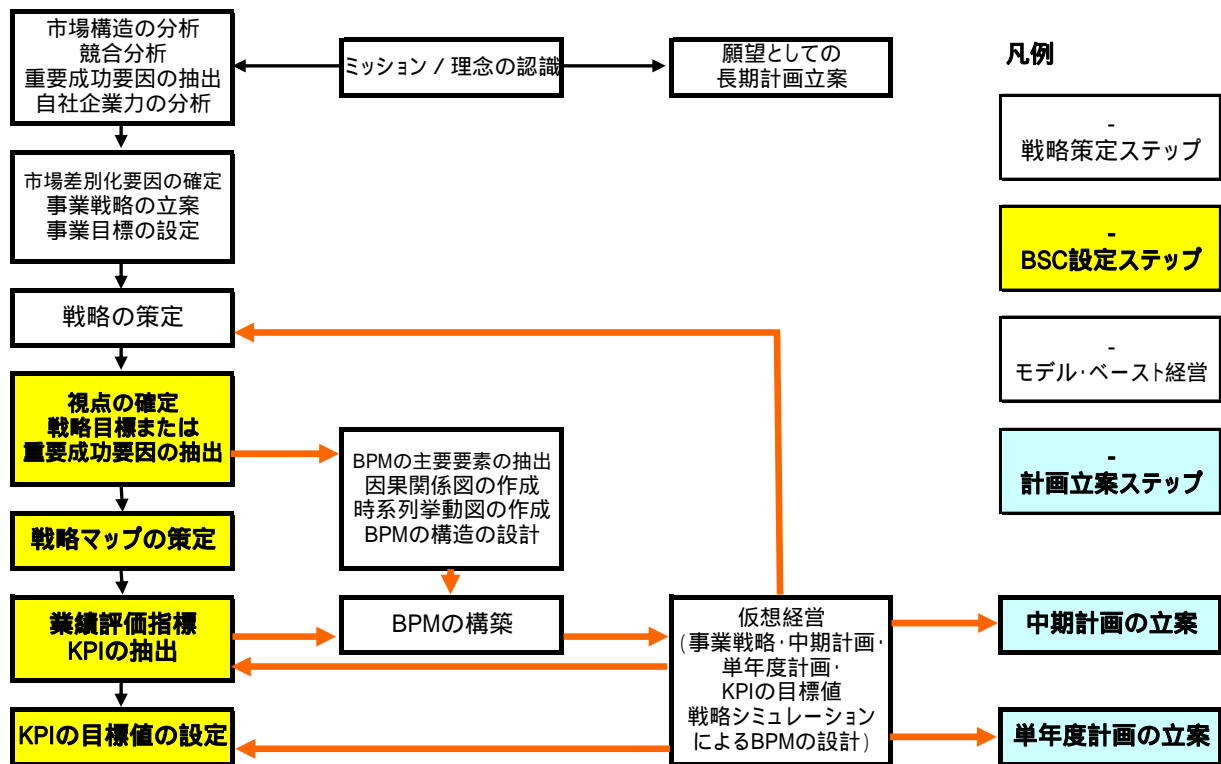 市場構造の分析
競合分析
重要成功要因の抽出
自社企業力の分析
ミッション / 理念の認識
願望としての
長期計画立案
凡例
-
戦略策定ステップ
市場差別化要因の確定
事業戦略の立案
事業目標の設定
-
BSC設定ステップ
戦略の策定
-
モデル・ベースト経営
視点の確定
戦略目標または
重要成功要因の抽出
BPMの主要要素の抽出
因果関係図の作成
時系列挙動図の作成
BPMの構造の設計
-
計画立案ステップ
戦略マップの策定
業績評価指標
KPIの抽出
BPMの構築
仮想経営
(事業戦略・中期計画・
単年度計画・
KPIの目標値
戦略シミュレーション
によるBPMの設計)
中期計画の立案
KPIの目標値の設定
単年度計画の立案